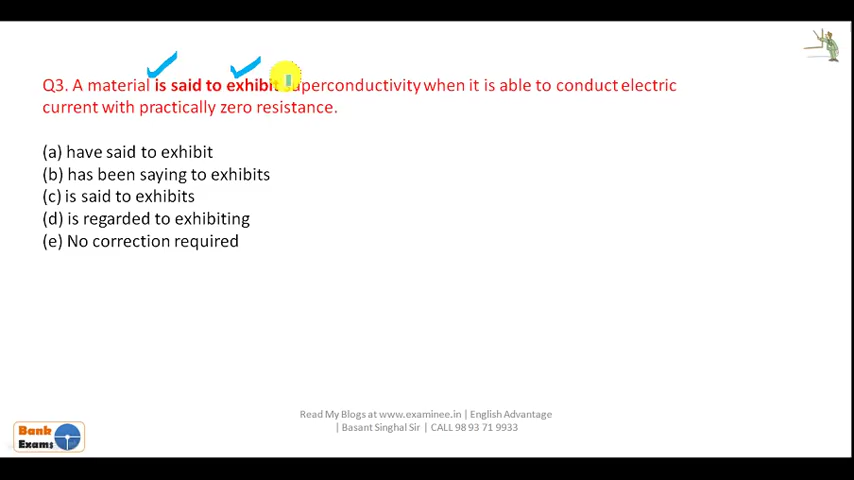 Q3. A material is said to exhibit superconductivity when it is able to conduct electric
current with practically zero resistance.
(a) have said to exhibit
(b) has been saying to exhibits
(c) is said to exhibits
(d) is regarded to exhibiting
(e) No correction required
Read My Blogs at www.examinee.in | English Advantage
| Basant Singhal Sir | CALL 98 93 71 9933
Bank
Exams